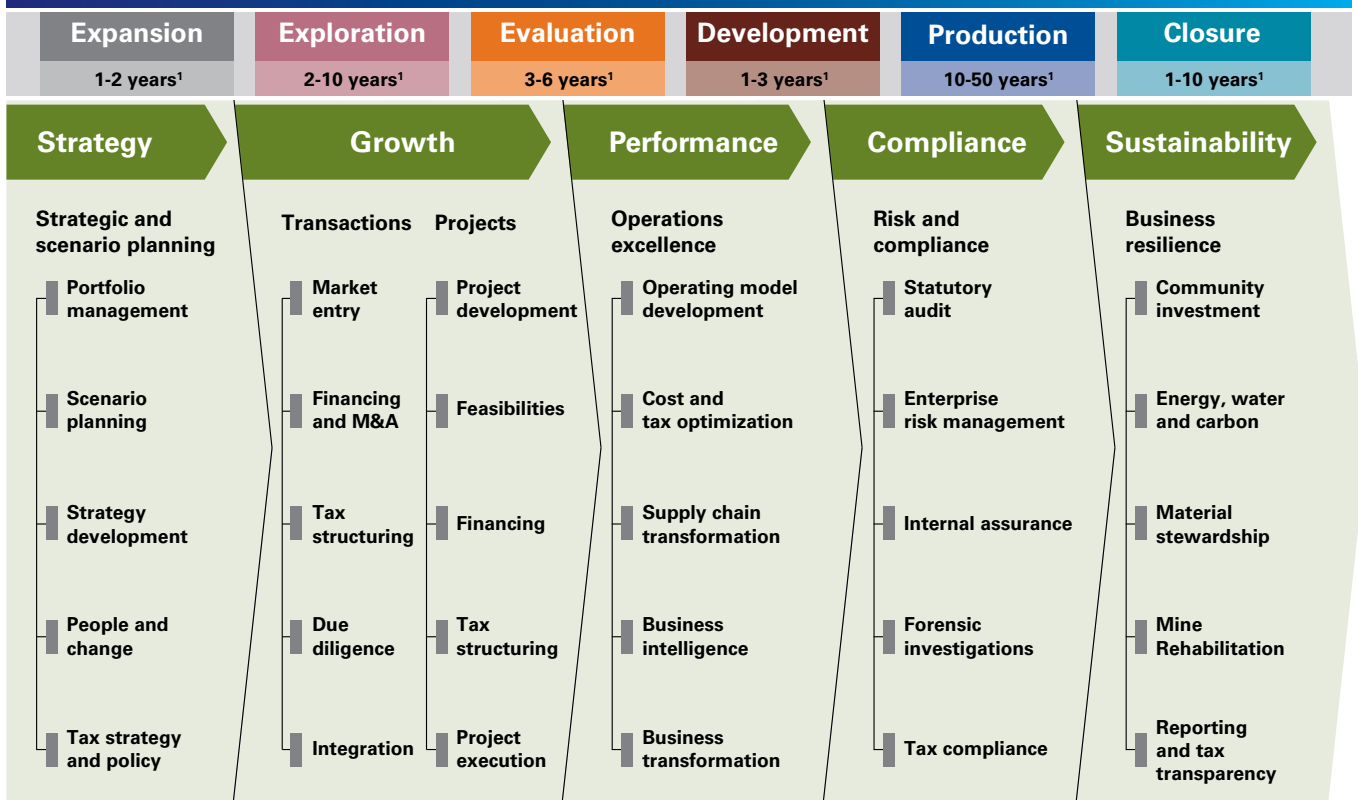 Expansion
1-2 years¹
Exploration
2-10 years¹
Evaluation
3-6 years¹
Development
1-3 years¹
Production
10-50 years¹
Closure
1-10 years¹
Strategy
Growth
Performance
Compliance
Sustainability
Strategic and
scenario planning
Portfolio
management
Scenario
planning
Strategy
development
People and
change
Tax strategy
and policy
Transactions
Market
entry
Financing
and M&A
Tax
structuring
Due
diligence
Integration
Projects
Project
development
Feasibilities
Financing
Tax
structuring
Project
execution
Operations
excellence
Operating model
development
Cost and
tax optimization
Supply chain
transformation
Business
intelligence
Business
transformation
Risk and
compliance
Statutory
audit
Enterprise
risk management
Internal assurance
Forensic
investigations
Tax compliance
Business
resilience
Community
investment
Energy, water
and carbon
Material
stewardship
Mine
Rehabilitation
Reporting
and tax
transparency